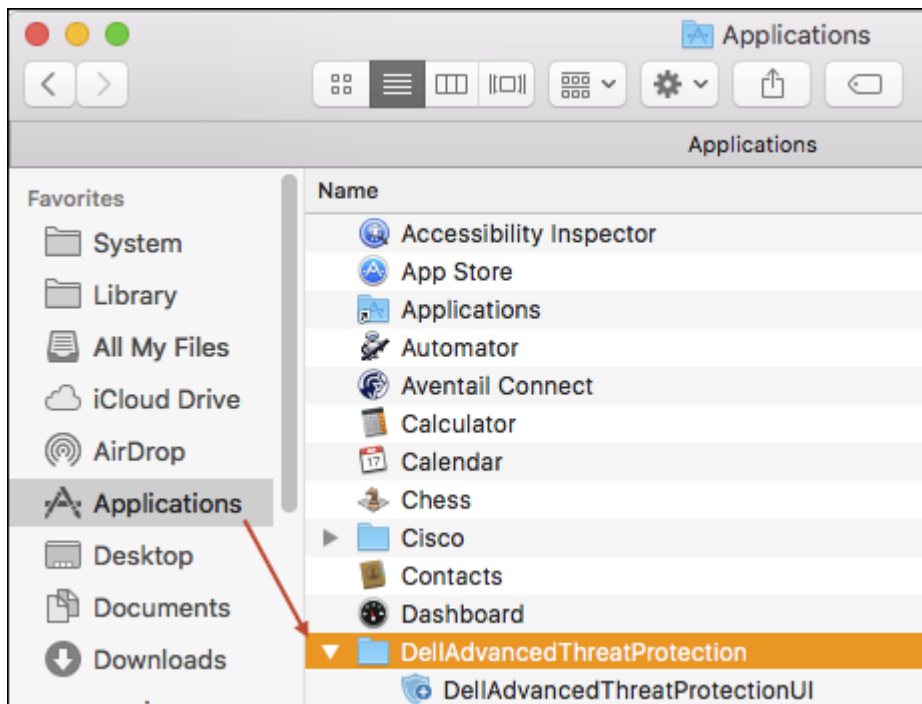 Applications
Applications
Favorites
System
Library
All My Files
iCloud Drive
AirDrop
Applications
Desktop
Documents
Downloads
Name
Accessibility Inspector
App Store
Applications
Automator
Aventail Connect
Calculator
Calendar
17
Chess
Cisco
Contacts
Dashboard
DellAdvancedThreatProtection
DellAdvancedThreatProtectionUI